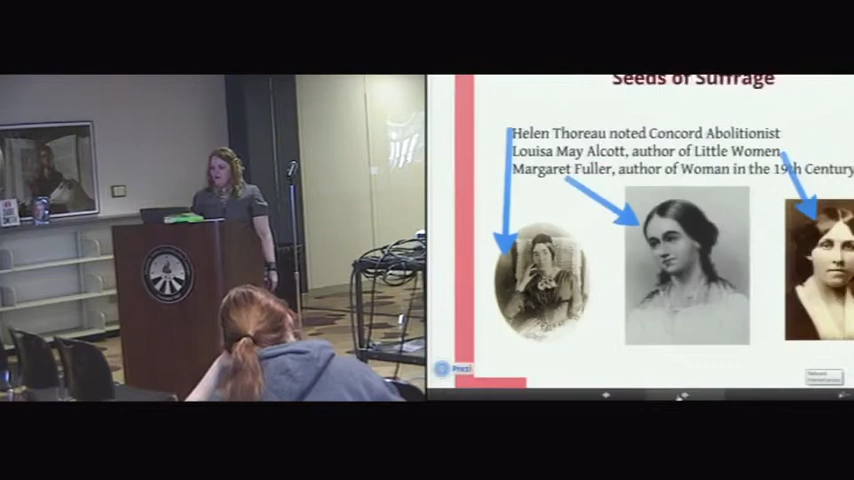 Seeds of Suffrage
Helen Thoreau noted Concord Abolitionist
Louisa May Alcott, author of Little Women
Margaret Fuller, author of Woman in the 19th Century
Prezi